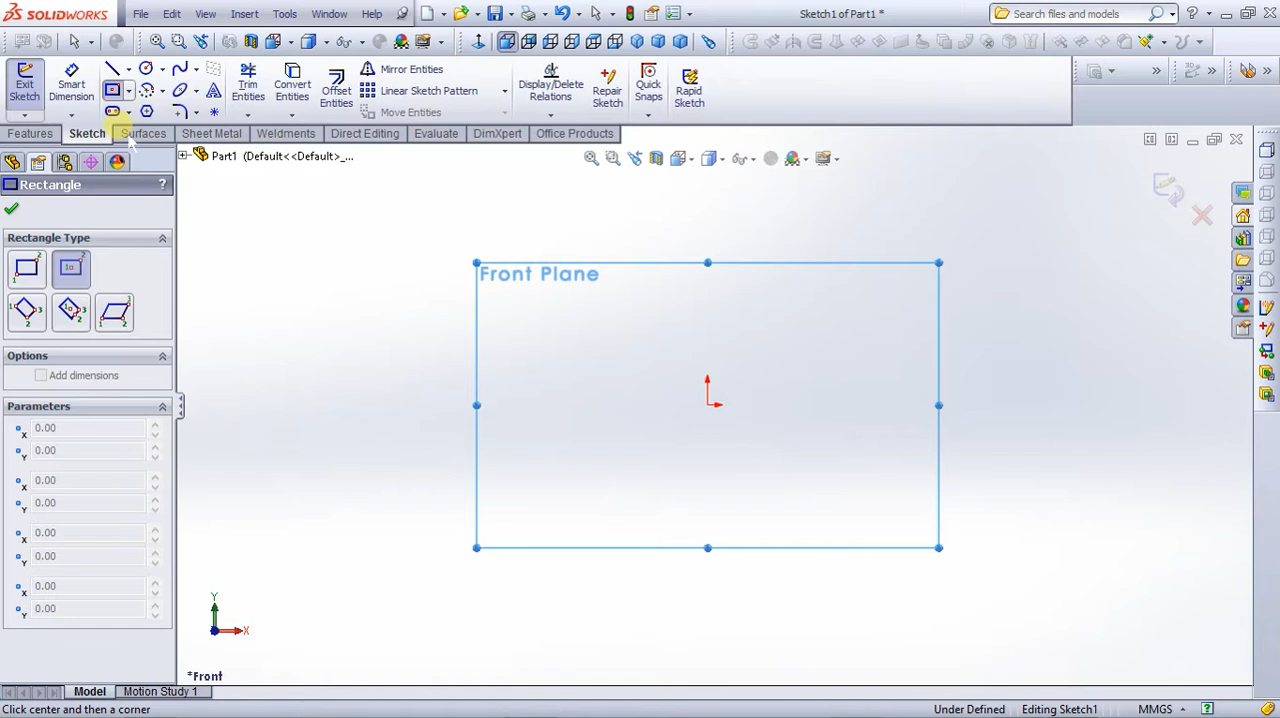 SOLIDWORKS File Edit View Insert Tools Window Help Sketch1 of Part1 * Search files and models
Exit Sketch
Smart Dimension
Trim Entities
Convert Entities
Offset Entities
Mirror Entities
Linear Sketch Pattern
Move Entities
Display/Delete Relations
Repair Sketch
Quick Snaps
Rapid Sketch
Features Sketch Surfaces Sheet Metal Weldments Direct Editing Evaluate DimXpert Office Products
Part1 (Default<<Default>_...
Rectangle ?
Rectangle Type
Options
Add dimensions
Parameters
X 0.00
Y 0.00
X 0.00
Y 0.00
X 0.00
Y 0.00
X 0.00
Y 0.00
Front Plane
Y
X
*Front
Model Motion Study 1
Click center and then a corner Under Defined Editing Sketch1 MMGS ?